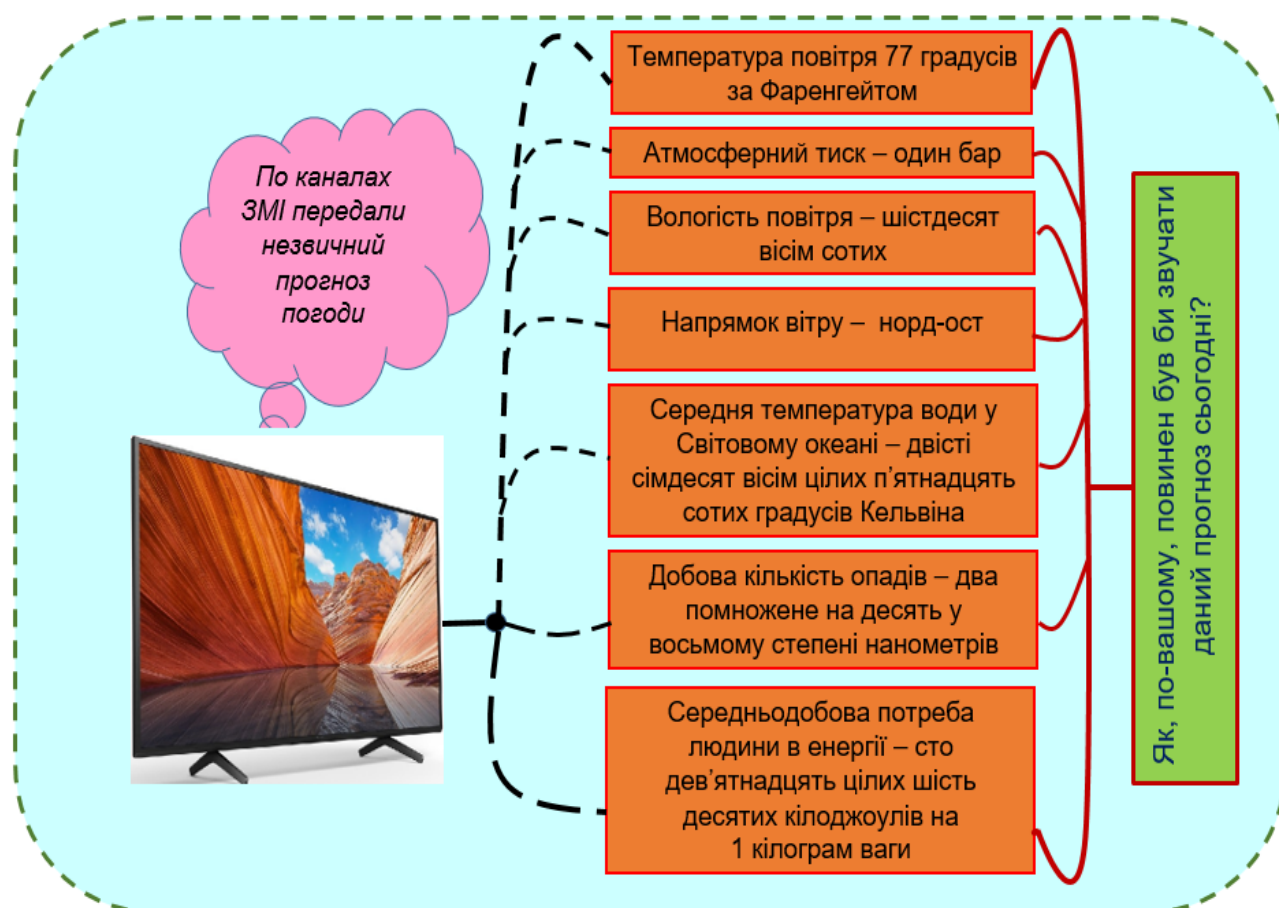 По каналах
ЗМІ передали
незвичний
прогноз
погоди
Температура повітря 77 градусів
за Фаренгейтом
Атмосферний тиск – один бар
Вологість повітря – шістдесят
вісім сотих
Напрямок вітру – норд-ост
Середня температура води у
Світовому океані – двісті
сімдесят вісім цілих п’ятнадцять
сотих градусів Кельвіна
Добова кількість опадів – два
помножене на десять у
восьмому степені нанометрів
Середньодобова потреба
людини в енергії – сто
дев’ятнадцять цілих шість
десятих кілоджоулів на
1 кілограм ваги
Як, по-вашому, повинен був би звучати
даний прогноз сьогодні?